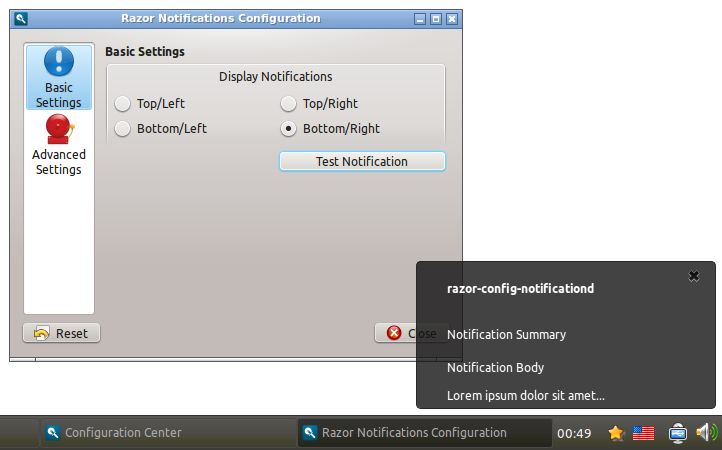 Razor Notifications Configuration
Basic Settings
Display Notifications
Top/Left
Top/Right
Bottom/Left
Bottom/Right
Test Notification
Basic
Settings
Advanced
Settings
Reset
Close
razor-config-notificationd
Notification Summary
Notification Body
Lorem ipsum dolor sit amet...
Configuration Center
Razor Notifications Configuration
00:49